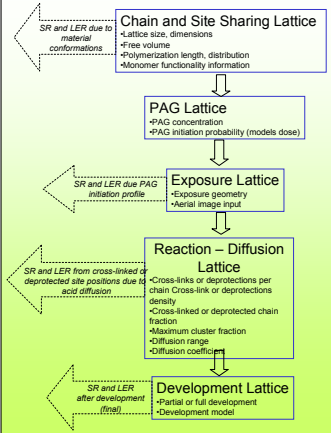 Chain and Site Sharing Lattice
•Lattice size, dimensions
•Free volume
•Polymerization length, distribution
•Monomer functionality information
SR and LER due to
material
conformations
PAG Lattice
•PAG concentration
•PAG initiation probability (models dose)
SR and LER due PAG
initiation profile
Exposure Lattice
•Exposure geometry
•Aerial image input
Reaction – Diffusion
Lattice
•Cross-links or deprotections per
chain Cross-link or deprotections
density
•Cross-linked or deprotected chain
fraction
•Maximum cluster fraction
•Diffusion range
•Diffusion coefficient
SR and LER from cross-linked or
deprotected site positions due to
acid diffusion
Development Lattice
•Partial or full development
•Development model
SR and LER
after development
(final)